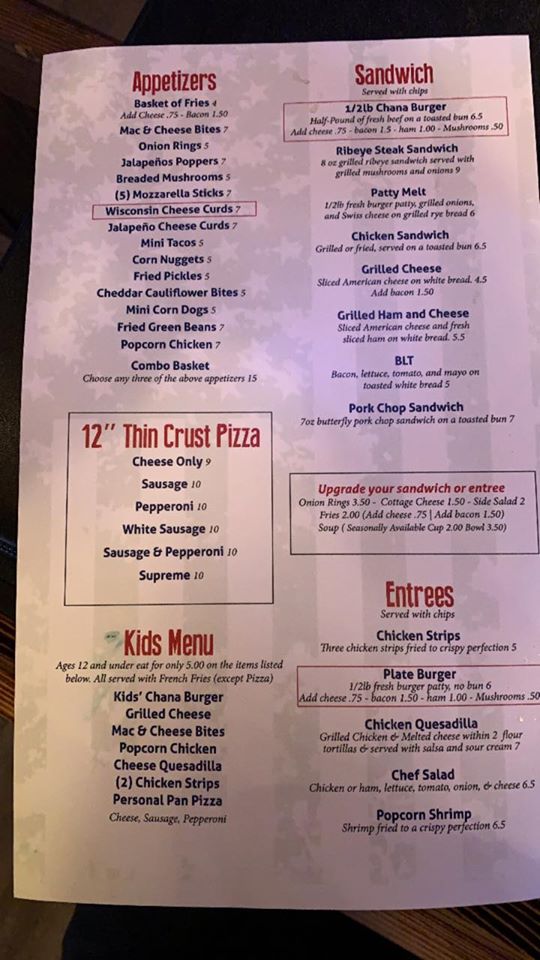 Appetizers
Basket of Fries 4
Add Cheese .75 - Bacon 1.50
Mac & Cheese Bites 7
Onion Rings 5
Jalapeños Poppers 7
Breaded Mushrooms 5
(5) Mozzarella Sticks 7
Wisconsin Cheese Curds 7
Jalapeño Cheese Curds 7
Mini Tacos 5
Corn Nuggets 5
Fried Pickles 5
Cheddar Cauliflower Bites 5
Mini Corn Dogs 5
Fried Green Beans 7
Popcorn Chicken 7
Combo Basket
Choose any three of the above appetizers 15
12" Thin Crust Pizza
Cheese Only 9
Sausage 10
Pepperoni 10
White Sausage 10
Sausage & Pepperoni 10
Supreme 10
Kids Menu
Ages 12 and under eat for only 5.00 on the items listed
below. All served with French Fries (except Pizza)
Kids' Chana Burger
Grilled Cheese
Mac & Cheese Bites
Popcorn Chicken
Cheese Quesadilla
(2) Chicken Strips
Personal Pan Pizza
Cheese, Sausage, Pepperoni
Sandwich
Served with chips
1/2lb Chana Burger
Half-Pound of fresh beef on a toasted bun 6.5
Add cheese .75 - bacon 1.5 - ham 1.00 - Mushrooms .50
Ribeye Steak Sandwich
8 oz grilled ribeye sandwich served with
grilled mushrooms and onions 9
Patty Melt
1/2lb fresh burger patty, grilled onions,
and Swiss cheese on grilled rye bread 6
Chicken Sandwich
Grilled or fried, served on a toasted bun 6.5
Grilled Cheese
Sliced American cheese on white bread. 4.5
Add bacon 1.50
Grilled Ham and Cheese
Sliced American cheese and fresh
sliced ham on white bread. 5.5
BLT
Bacon, lettuce, tomato, and mayo on
toasted white bread 5
Pork Chop Sandwich
7oz butterfly pork chop sandwich on a toasted bun 7
Upgrade your sandwich or entree
Onion Rings 3.50 - Cottage Cheese 1.50 - Side Salad 2
Fries 2.00 (Add cheese .75 | Add bacon 1.50)
Soup ( Seasonally Available Cup 2.00 Bowl 3.50)
Entrees
Served with chips
Chicken Strips
Three chicken strips fried to crispy perfection 5
Plate Burger
1/2lb fresh burger patty, no bun 6
Add cheese .75 - bacon 1.50 - ham 1.00 - Mushrooms .50
Chicken Quesadilla
Grilled Chicken & Melted cheese within 2 flour
tortillas & served with salsa and sour cream 7
Chef Salad
Chicken or ham, lettuce, tomato, onion, & cheese 6.5
Popcorn Shrimp
Shrimp fried to a crispy perfection 6.5